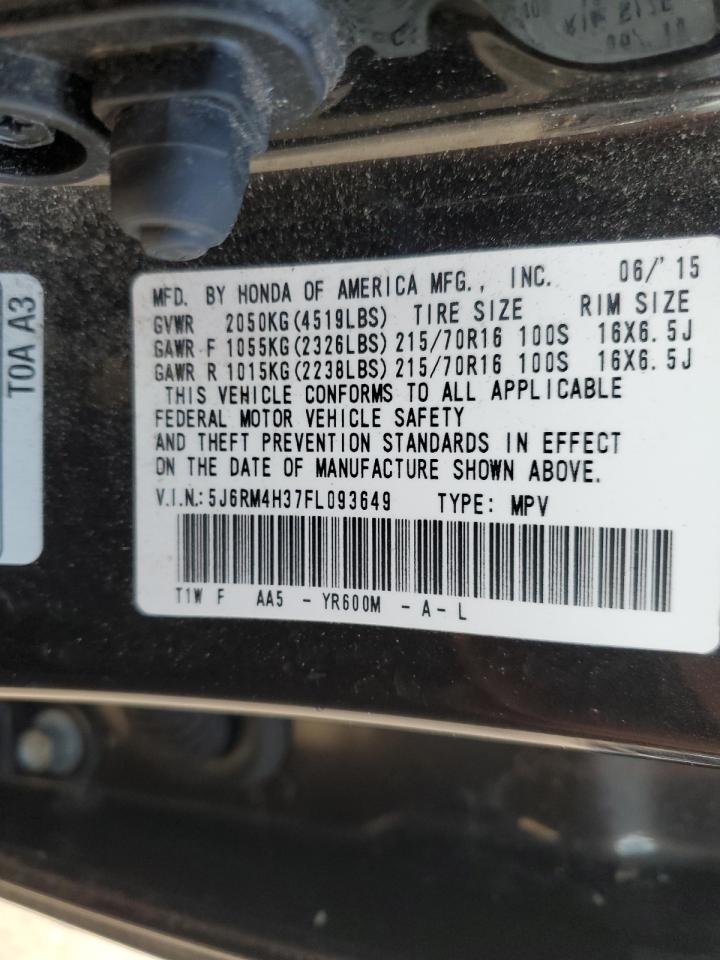 MFD. BY HONDA OF AMERICA MFG., INC. 06/'15
GVWR 2050KG(4519LBS) TIRE SIZE RIM SIZE
GAWR F 1055KG(2326LBS) 215/70R16 100S 16X6.5J
GAWR R 1015KG(2238LBS) 215/70R16 100S 16X6.5J
THIS VEHICLE CONFORMS TO ALL APPLICABLE
FEDERAL MOTOR VEHICLE SAFETY
AND THEFT PREVENTION STANDARDS IN EFFECT
ON THE DATE OF MANUFACTURE SHOWN ABOVE.
V.I.N.:5J6RM4H37FL093649 TYPE: MPV
T1W F AA5 - YR600M - A - L
T0A A3